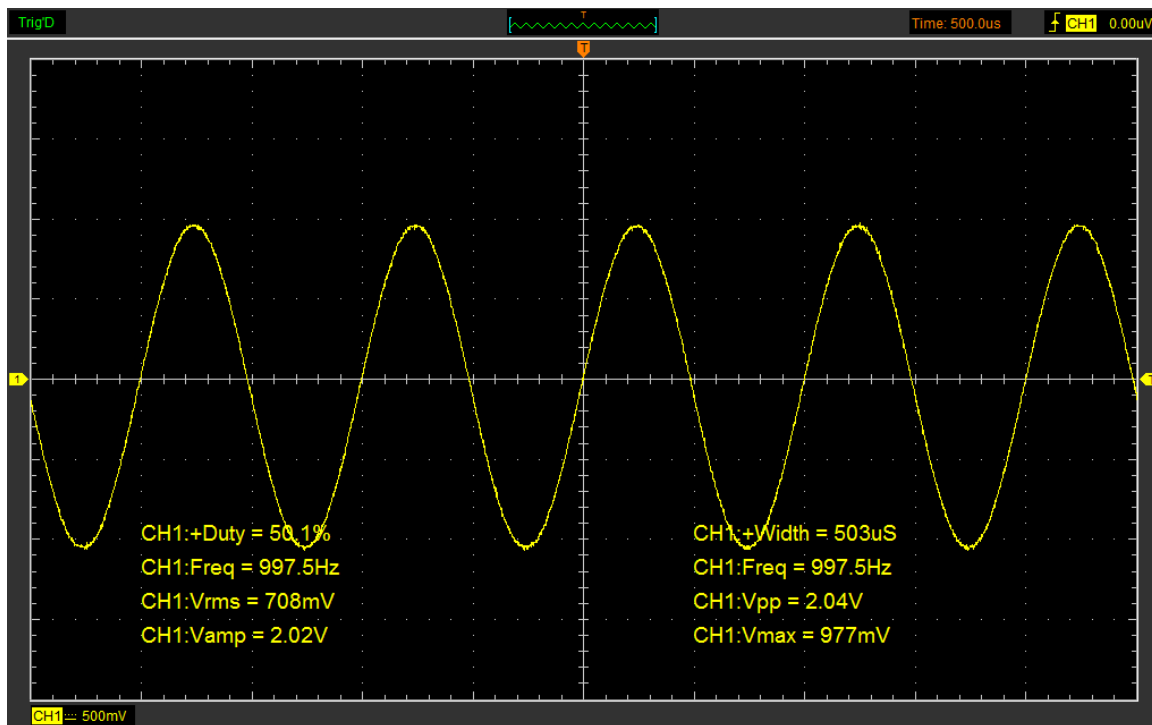 Trig'D T Time: 500.0us CH1 0.00uV
T
1 T
CH1:+Duty = 50.1% CH1:+Width = 503uS
CH1:Freq = 997.5Hz CH1:Freq = 997.5Hz
CH1:Vrms = 708mV CH1:Vpp = 2.04V
CH1:Vamp = 2.02V CH1:Vmax = 977mV
CH1 500mV